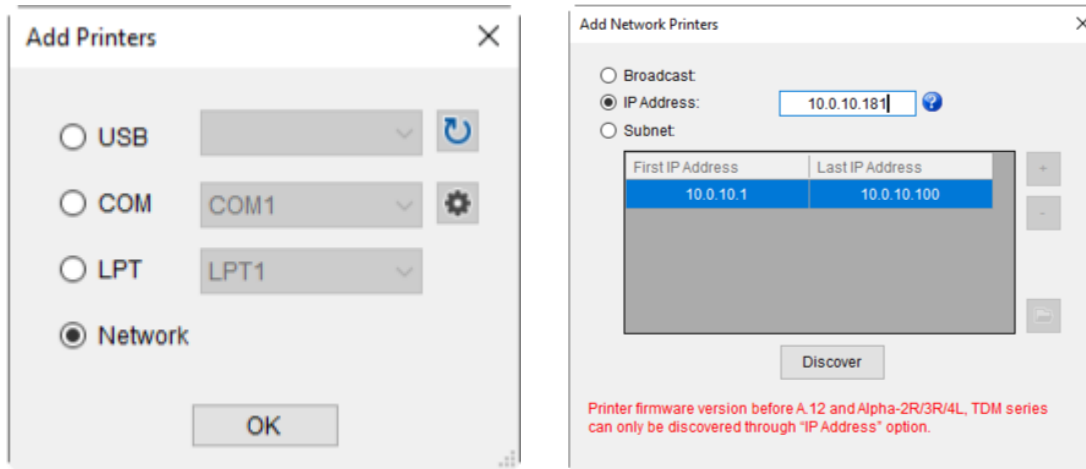 Add Printers
USB
COM COM1
LPT LPT1
Network
OK
Add Network Printers
Broadcast:
IP Address: 10.0.10.181
Subnet:
First IP Address Last IP Address
10.0.10.1 10.0.10.100
+
-
Discover
Printer firmware version before A.12 and Alpha-2R/3R/4L, TDM series
can only be discovered through “IP Address” option.